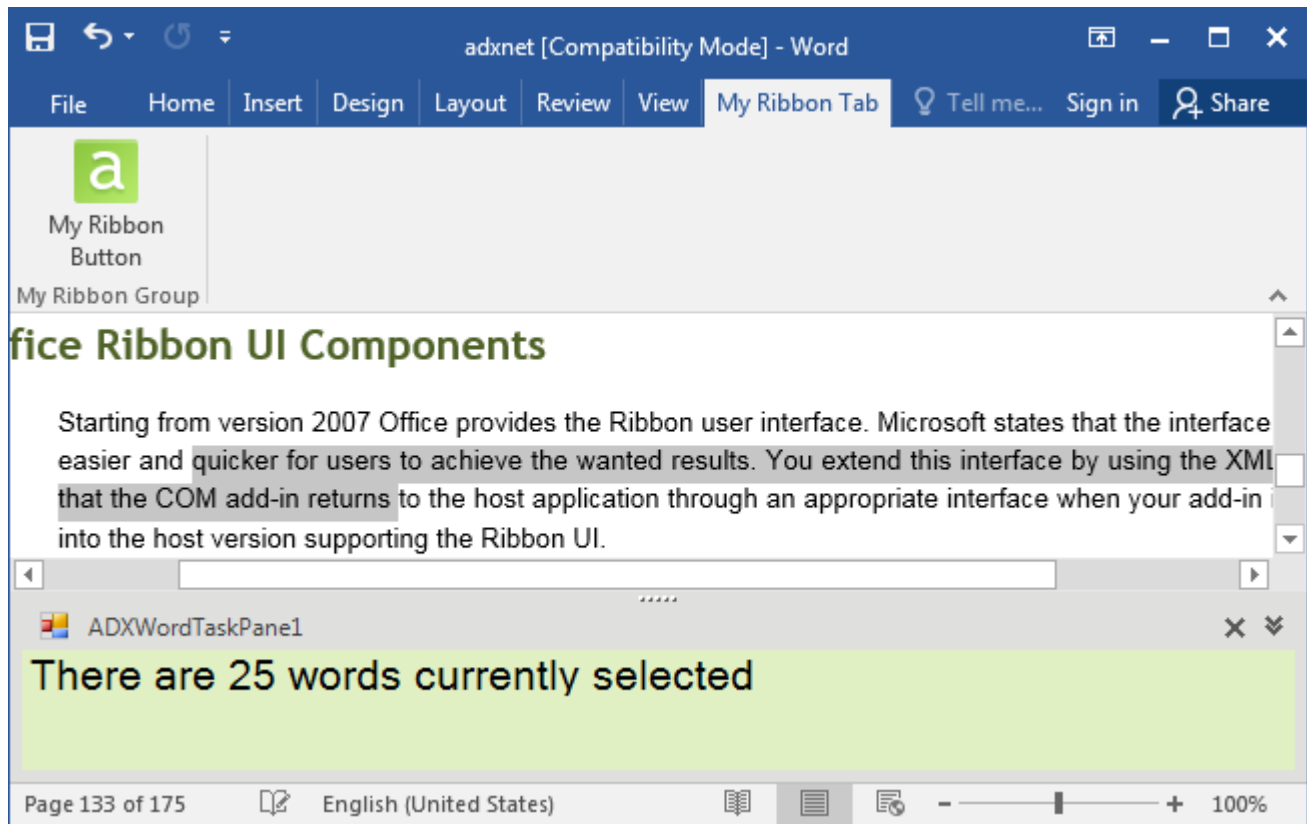 adxnet [Compatibility Mode] - Word
File Home Insert Design Layout Review View My Ribbon Tab Tell me... Sign in Share
a
My Ribbon
Button
My Ribbon Group
fice Ribbon UI Components
Starting from version 2007 Office provides the Ribbon user interface. Microsoft states that the interface
easier and quicker for users to achieve the wanted results. You extend this interface by using the XML
that the COM add-in returns to the host application through an appropriate interface when your add-in
into the host version supporting the Ribbon UI.
ADXWordTaskPane1
There are 25 words currently selected
Page 133 of 175 English (United States) 100%